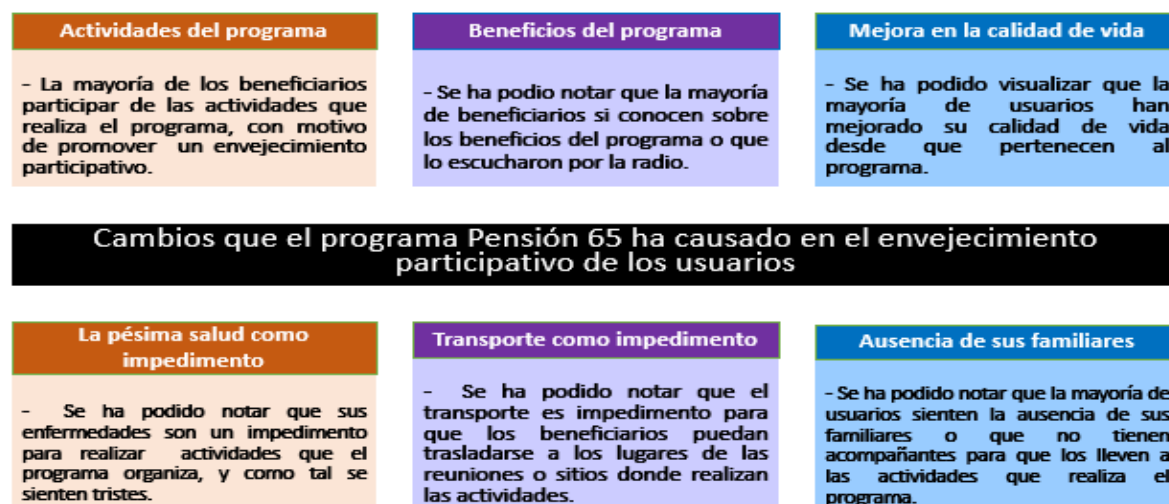 Actividades del programa
- La mayoría de los beneficiarios
participar de las actividades que
realiza el programa, con motivo
de promover un envejecimiento
participativo.
Beneficios del programa
- Se ha podio notar que la mayoría
de beneficiarios si conocen sobre
los beneficios del programa o que
lo escucharon por la radio.
Mejora en la calidad de vida
- Se ha podido visualizar que la
mayoría de usuarios han
mejorado su calidad de vida
desde que pertenecen al
programa.
Cambios que el programa Pensión 65 ha causado en el envejecimiento
participativo de los usuarios
La pésima salud como
impedimento
- Se ha podido notar que sus
enfermedades son un impedimento
para realizar actividades que el
programa organiza, y como tal se
sienten tristes.
Transporte como impedimento
- Se ha podido notar que el
transporte es impedimento para
que los beneficiarios puedan
trasladarse a los lugares de las
reuniones o sitios donde realizan
las actividades.
Ausencia de sus familiares
- Se ha podido notar que la mayoría de
usuarios sienten la ausencia de sus
familiares o que no tienen
acompañantes para que los lleven a
las actividades que realiza el
programa.